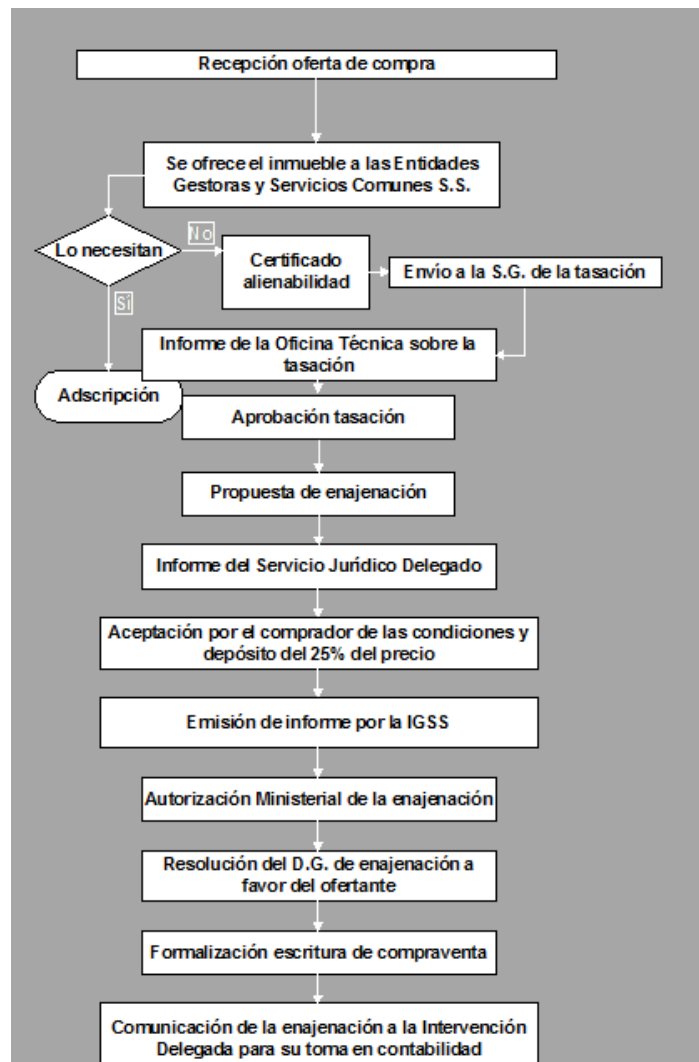 Recepción oferta de compra
Se ofrece el inmueble a las Entidades
Gestoras y Servicios Comunes S.S.
Lo necesitan
No
Certificado
alienabilidad
Envío a la S.G. de la tasación
Sí
Informe de la Oficina Técnica sobre la
tasación
Adscripción
Aprobación tasación
Propuesta de enajenación
Informe del Servicio Jurídico Delegado
Aceptación por el comprador de las condiciones y
depósito del 25% del precio
Emisión de informe por la IGSS
Autorización Ministerial de la enajenación
Resolución del D.G. de enajenación a
favor del ofertante
Formalización escritura de compraventa
Comunicación de la enajenación a la Intervención
Delegada para su toma en contabilidad